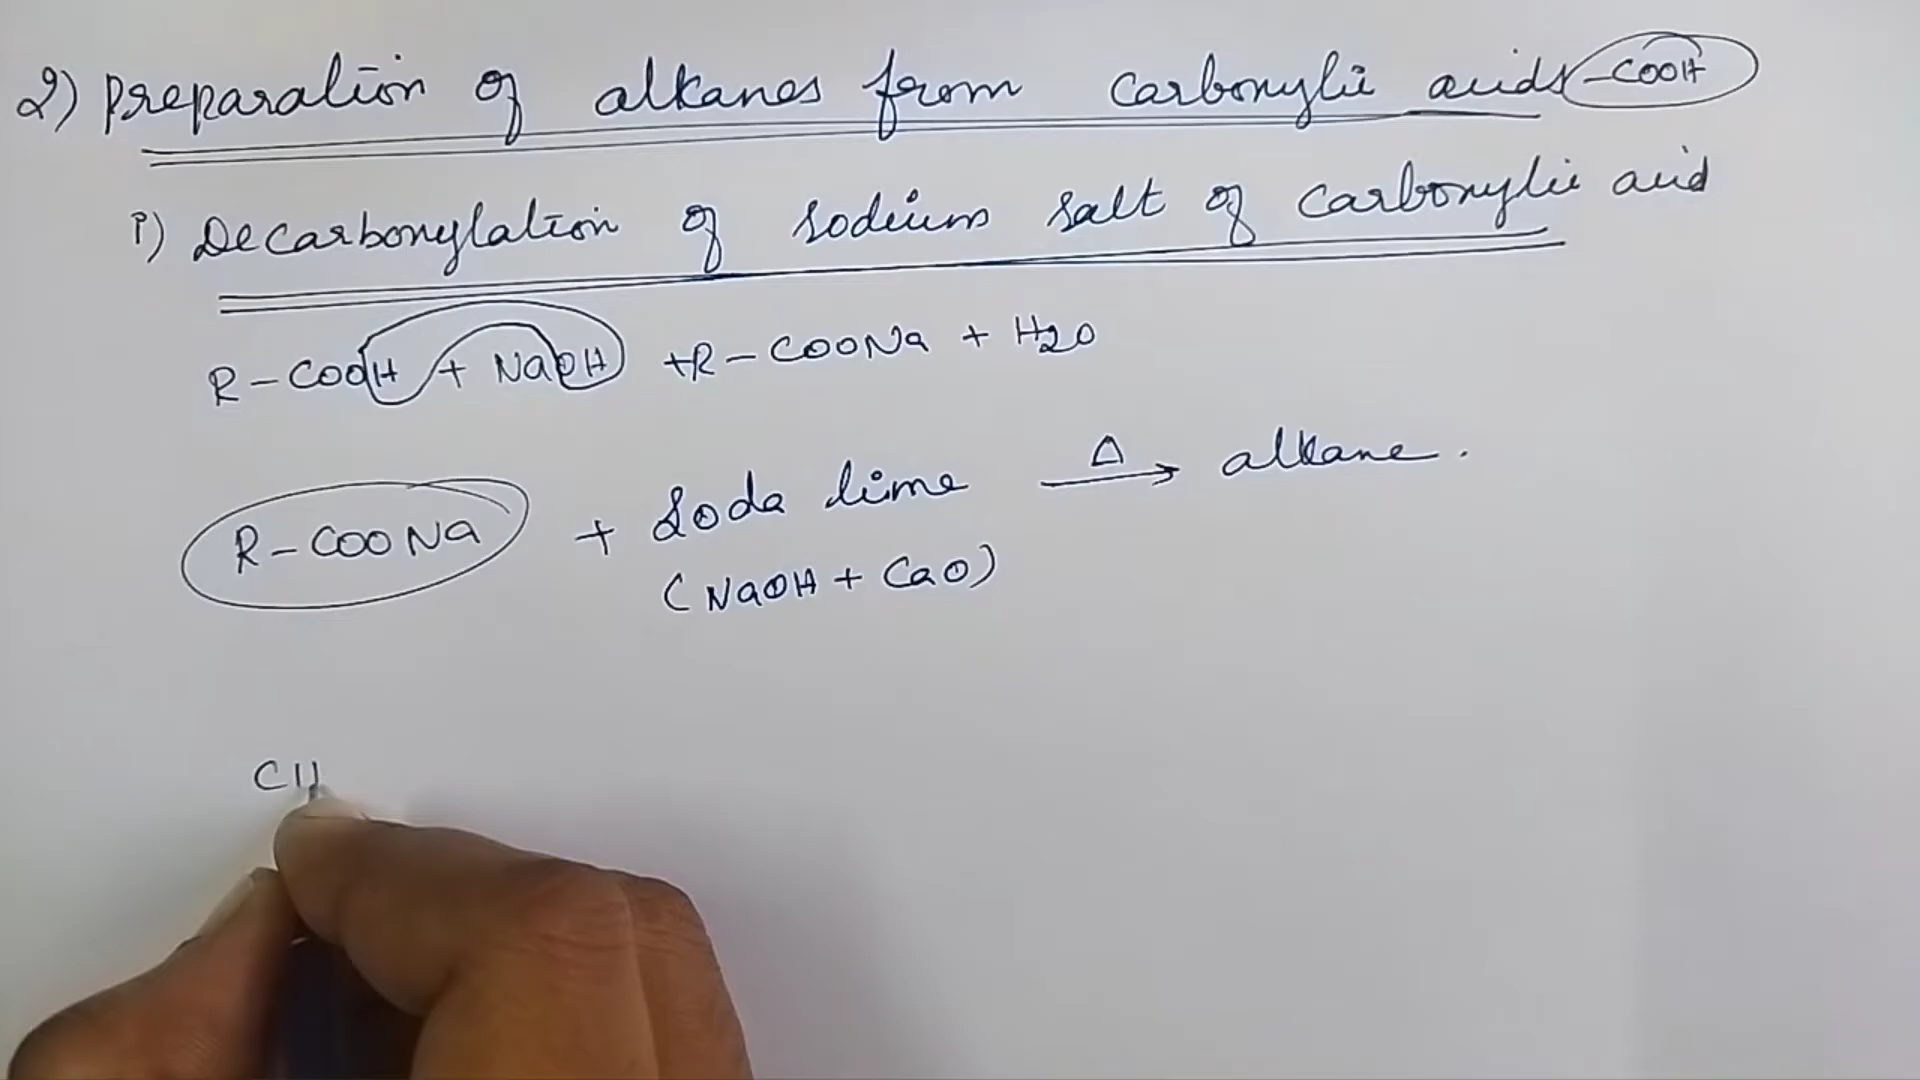 2) Preparation of alkanes from carbonylic acids -COOH
i) Decarbonylation of sodium salt of carbonylic acid
R-COOH + NaOH +R-COONa + H2O
R-COONa + Soda lime Δ→ alkane.
(NaOH + CaO)
CH